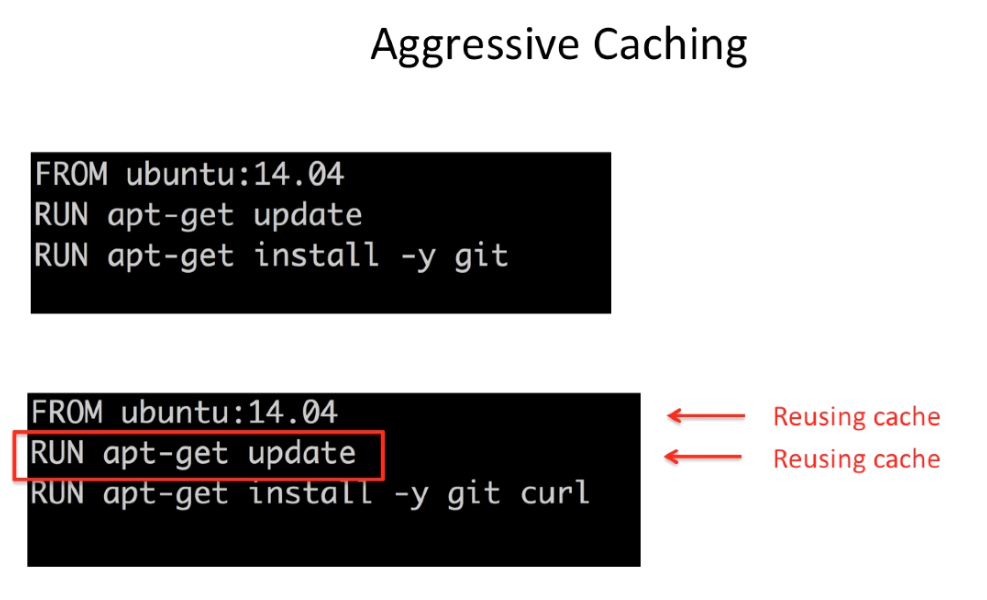 Aggressive Caching
FROM ubuntu:14.04
RUN apt-get update
RUN apt-get install -y git
FROM ubuntu:14.04
Reusing cache
RUN apt-get update
Reusing cache
RUN apt-get install -y git curl